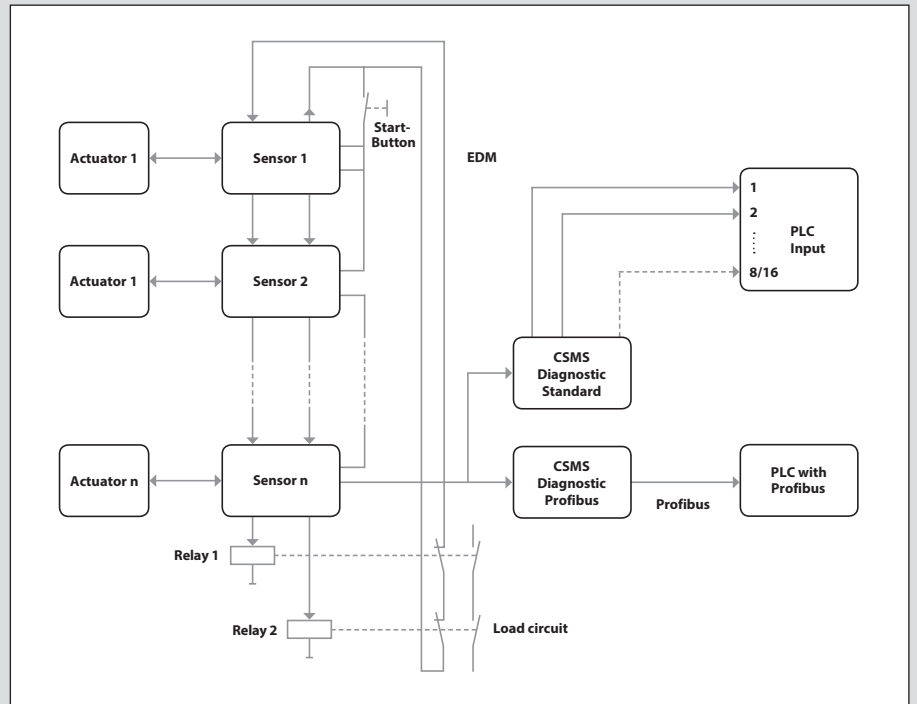 Start-
Button
Actuator 1
Sensor 1
EDM
1
2
PLC
Input
8/16
Actuator 1
Sensor 2
CSMS
Diagnostic
Standard
Actuator n
Sensor n
CSMS
Diagnostic
Profibus
Profibus
PLC with
Profibus
Relay 1
Relay 2
Load circuit